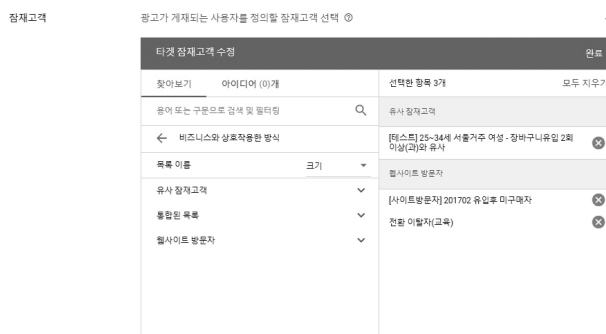 잠재고객
광고가 게재되는 사용자를 정의할 잠재고객 선택
타겟 잠재고객 수정
완료
찾아보기
아이디어 (0)개
선택한 항목 3개
모두 지우기
용어 또는 구문으로 검색 및 필터링
유사 잠재고객
비즈니스와 상호작용한 방식
[테스트] 25~34세 서울거주 여성 - 장바구니유입 2회
이상(과)와 유사
목록 이름
크기
웹사이트 방문자
유사 잠재고객
[사이트방문자] 201702 유입후 미구매자
통합된 목록
전환 이탈자(교육)
웹사이트 방문자